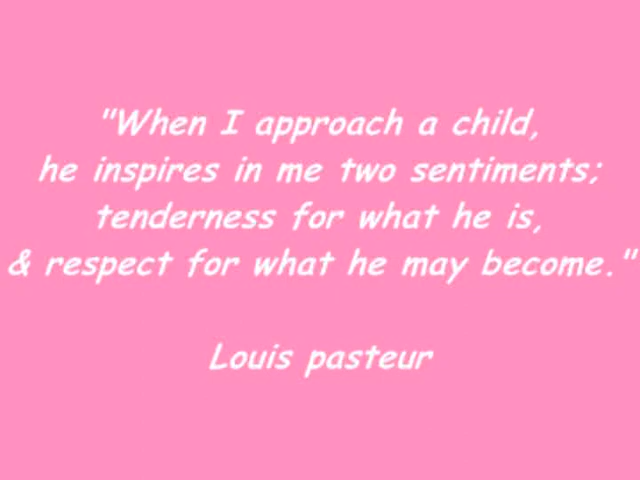 "When I approach a child,
he inspires in me two sentiments;
tenderness for what he is,
& respect for what he may become."
Louis pasteur